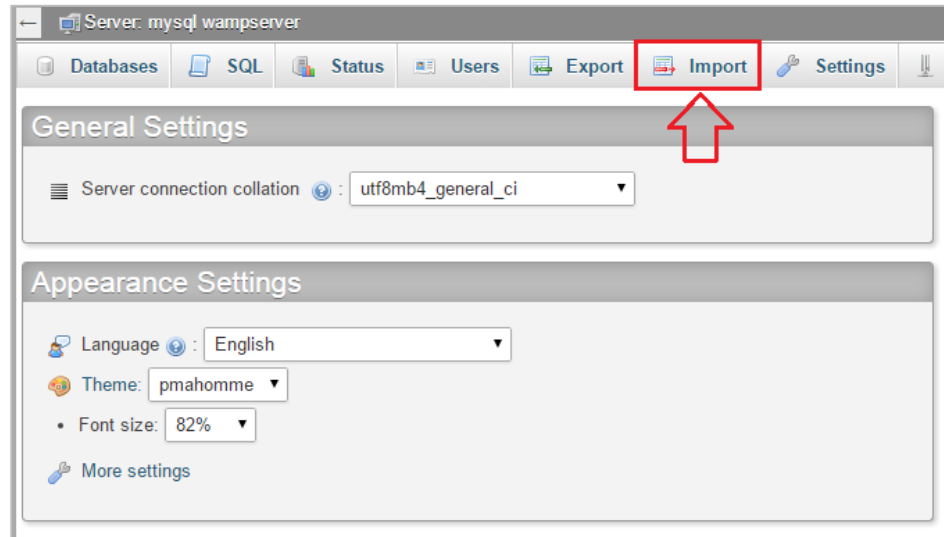 Server: mysql wampserver
Databases SQL Status Users Export Import Settings
General Settings
Server connection collation : utf8mb4_general_ci
Appearance Settings
Language : English
Theme: pmahomme
• Font size: 82%
More settings